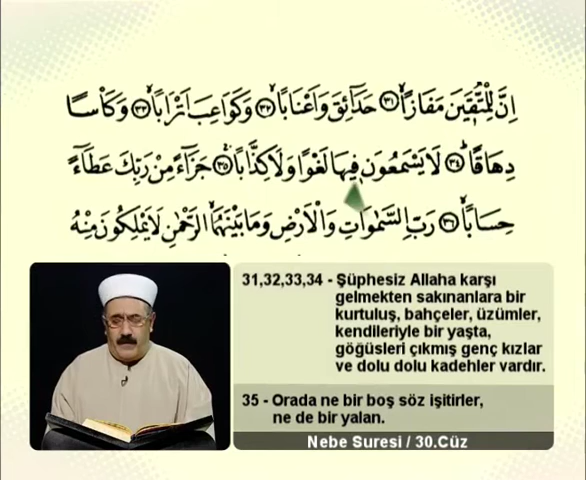 اِنَّ لِلْمُتَّقٖينَ مَفَازًاۙ ﴿٣١﴾ حَدَٓائِقَ وَاَعْنَابًاۙ ﴿٣٢﴾ وَكَوَاعِبَ اَتْرَابًاۙ ﴿٣٣﴾ وَكَاْسًا
دِهَاقًاۜ ﴿٣٤﴾ لَا يَسْمَعُونَ فٖيهَا لَغْوًا وَلَا كِذَّابًاۚ ﴿٣٥﴾ جَزَٓاءً مِنْ رَبِّكَ عَطَٓاءً
حِسَابًاۙ ﴿٣٦﴾ رَبِّ السَّمٰوَاتِ وَالْاَرْضِ وَمَا بَيْنَهُمَا الرَّحْمٰنِ لَا يَمْلِكُونَ مِنْهُ
31,32,33,34 - Şüphesiz Allaha karşı
gelmekten sakınanlara bir
kurtuluş, bahçeler, üzümler,
kendileriyle bir yaşta,
göğüsleri çıkmış genç kızlar
ve dolu dolu kadehler vardır.
35 - Orada ne bir boş söz işitirler,
ne de bir yalan.
Nebe Suresi / 30.Cüz